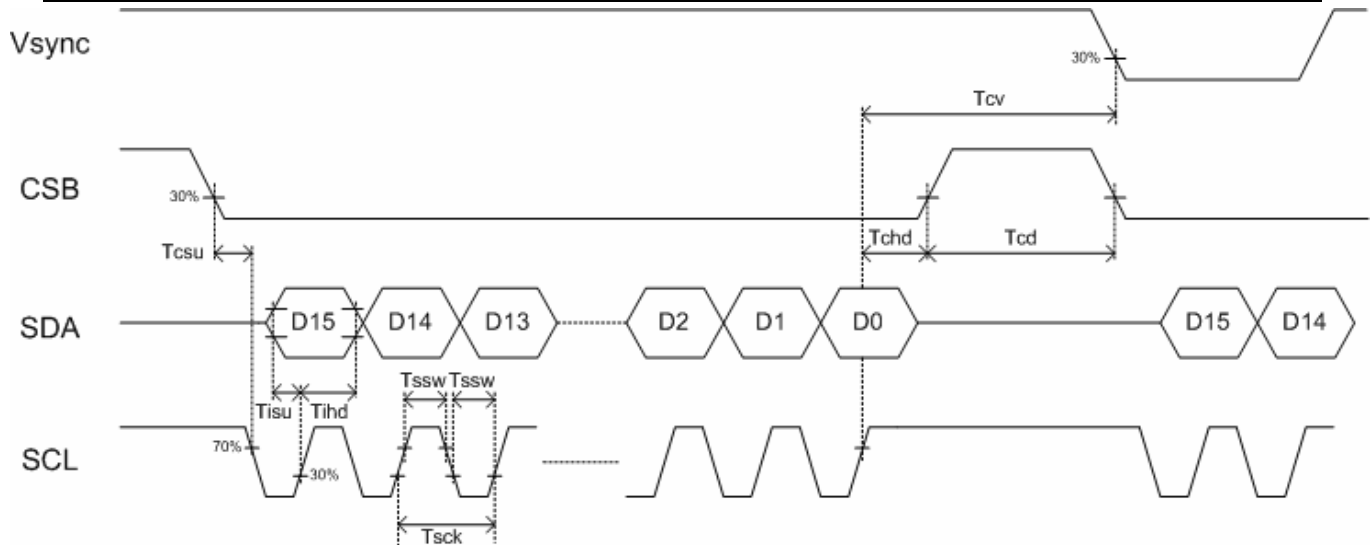 Vsync
30%
Tcv
CSB
30%
Tcsu
Tchd
Tcd
SDA
D15
D14
D13
D2
D1
D0
D15
D14
Tssw
Tssw
Tisu
Tihd
SCL
70%
30%
Tsck